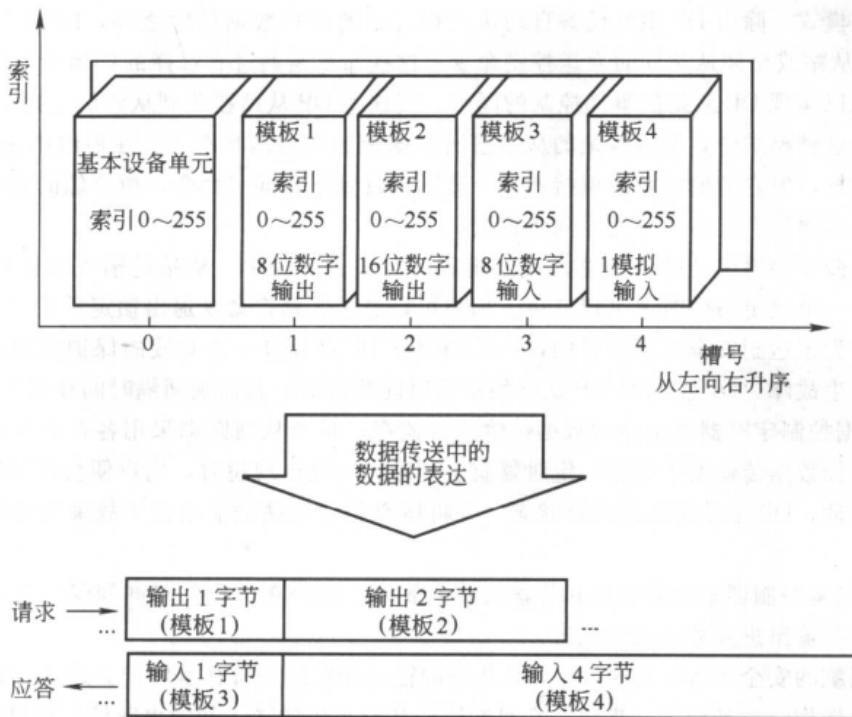 索引
基本设备单元
索引0～255
模板1
索引
0～255
8位数字
输出
模板2
索引
0～255
16位数字
输出
模板3
索引
0～255
8位数字
输入
模板4
索引
0～255
1模拟
输入
0 1 2 3 4
槽号
从左向右升序
数据传送中的
数据的表达
请求
...
输出1字节
(模板1)
输出2字节
(模板2)
...
应答
...
输入1字节
(模板3)
输入4字节
(模板4)